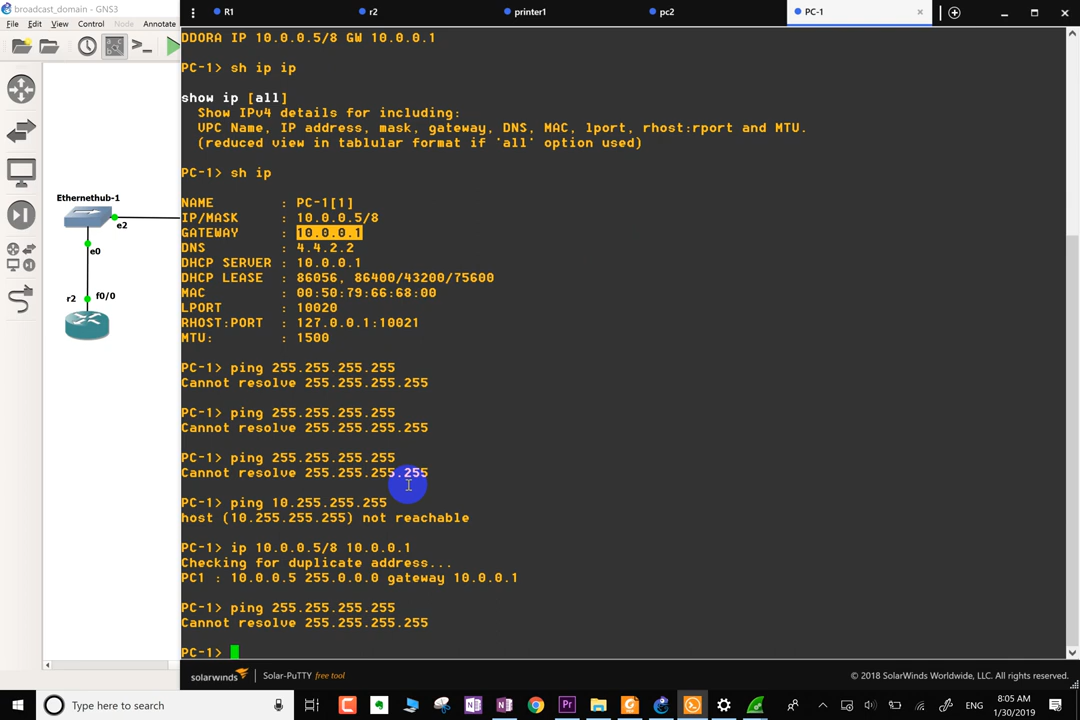 broadcast_domain - GNS3
File Edit View Control Node Annotate
R1
r2
printer1
pc2
PC-1
Ethernethub-1
e2
e0
r2 f0/0
DDORA IP 10.0.0.5/8 GW 10.0.0.1
PC-1> sh ip ip
show ip [all]
Show IPv4 details for including:
VPC Name, IP address, mask, gateway, DNS, MAC, lport, rhost:rport and MTU.
(reduced view in tablular format if 'all' option used)
PC-1> sh ip
NAME : PC-1[1]
IP/MASK : 10.0.0.5/8
GATEWAY : 10.0.0.1
DNS : 4.4.2.2
DHCP SERVER : 10.0.0.1
DHCP LEASE : 86056, 86400/43200/75600
MAC : 00:50:79:66:68:00
LPORT : 10020
RHOST:PORT : 127.0.0.1:10021
MTU: : 1500
PC-1> ping 255.255.255.255
Cannot resolve 255.255.255.255
PC-1> ping 255.255.255.255
Cannot resolve 255.255.255.255
PC-1> ping 255.255.255.255
Cannot resolve 255.255.255.255
PC-1> ping 10.255.255.255
host (10.255.255.255) not reachable
PC-1> ip 10.0.0.5/8 10.0.0.1
Checking for duplicate address...
PC1 : 10.0.0.5 255.0.0.0 gateway 10.0.0.1
PC-1> ping 255.255.255.255
Cannot resolve 255.255.255.255
PC-1>
solarwinds Solar-PuTTY free tool
© 2018 SolarWinds Worldwide, LLC. All rights reserved.
Type here to search
ENG
8:05 AM
1/30/2019